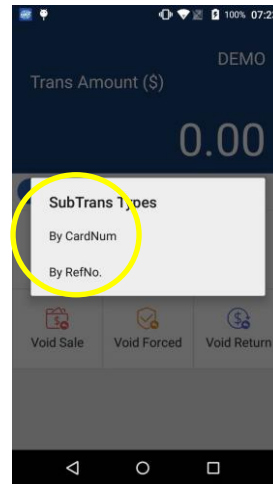 100% 07:2
DEMO
Trans Amount ($)
0.00
SubTrans Types
By CardNum
By RefNo.
Void Sale Void Forced Void Return